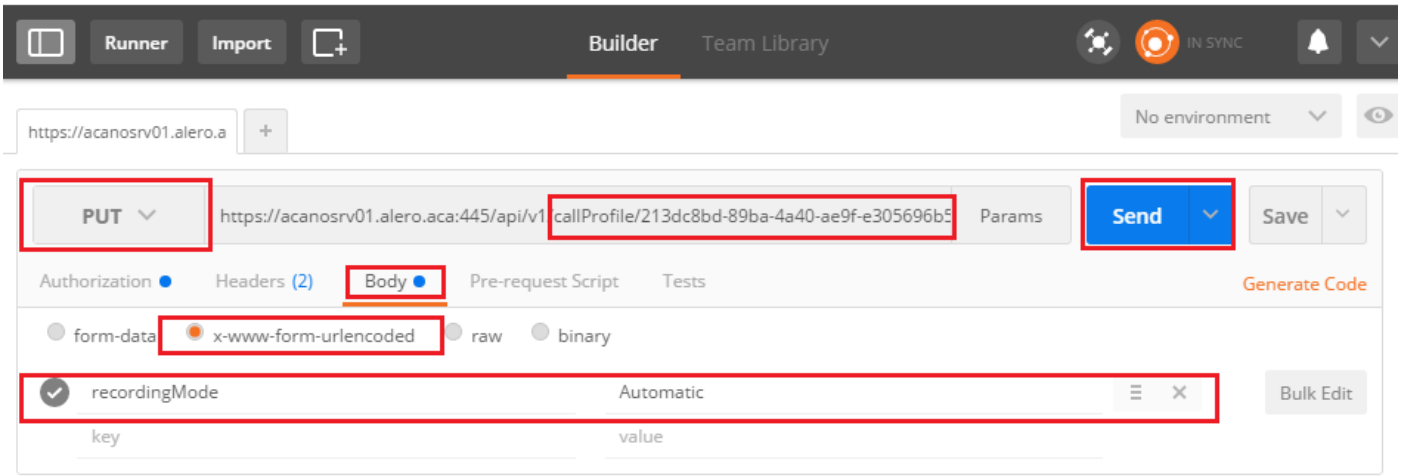 Runner Import Builder Team Library IN SYNC
https://acanosrv01.alero.a + No environment
PUT https://acanosrv01.alero.aca:445/api/v1/callProfile/213dc8bd-89ba-4a40-ae9f-e305696b5 Params Send Save
Authorization Headers (2) Body Pre-request Script Tests Generate Code
form-data x-www-form-urlencoded raw binary
recordingMode Automatic Bulk Edit
key value